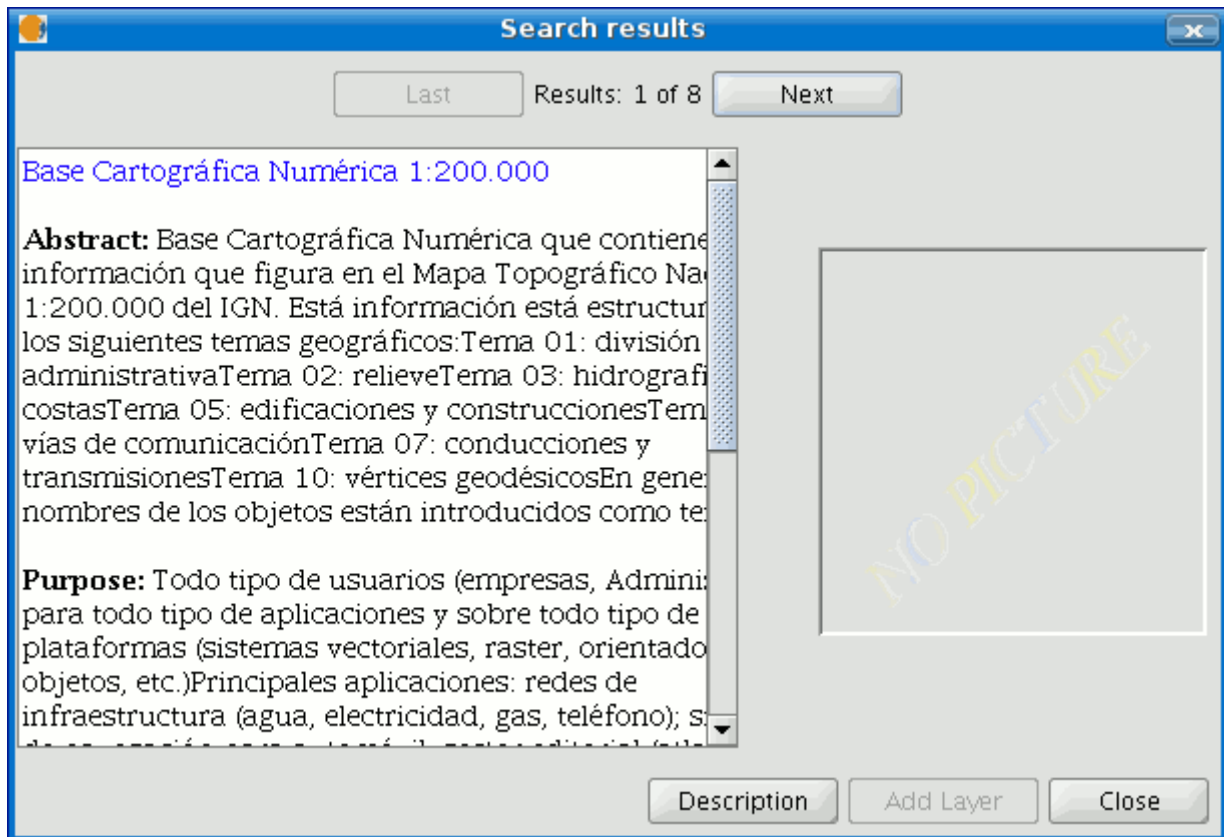 Search results
Last Results: 1 of 8 Next
Base Cartográfica Numérica 1:200.000
Abstract: Base Cartográfica Numérica que contiene
información que figura en el Mapa Topográfico Na
1:200.000 del IGN. Está información está estructur
los siguientes temas geográficos:Tema 01: división
administrativaTema 02: relieveTema 03: hidrografi
costasTema 05: edificaciones y construccionesTem
vías de comunicaciónTema 07: conducciones y
transmisionesTema 10: vértices geodésicosEn gene
nombres de los objetos están introducidos como te
Purpose: Todo tipo de usuarios (empresas, Admini
para todo tipo de aplicaciones y sobre todo tipo de
plataformas (sistemas vectoriales, raster, orientado
objetos, etc.)Principales aplicaciones: redes de
infraestructura (agua, electricidad, gas, teléfono); s
NO PICTURE
Description Add Layer Close